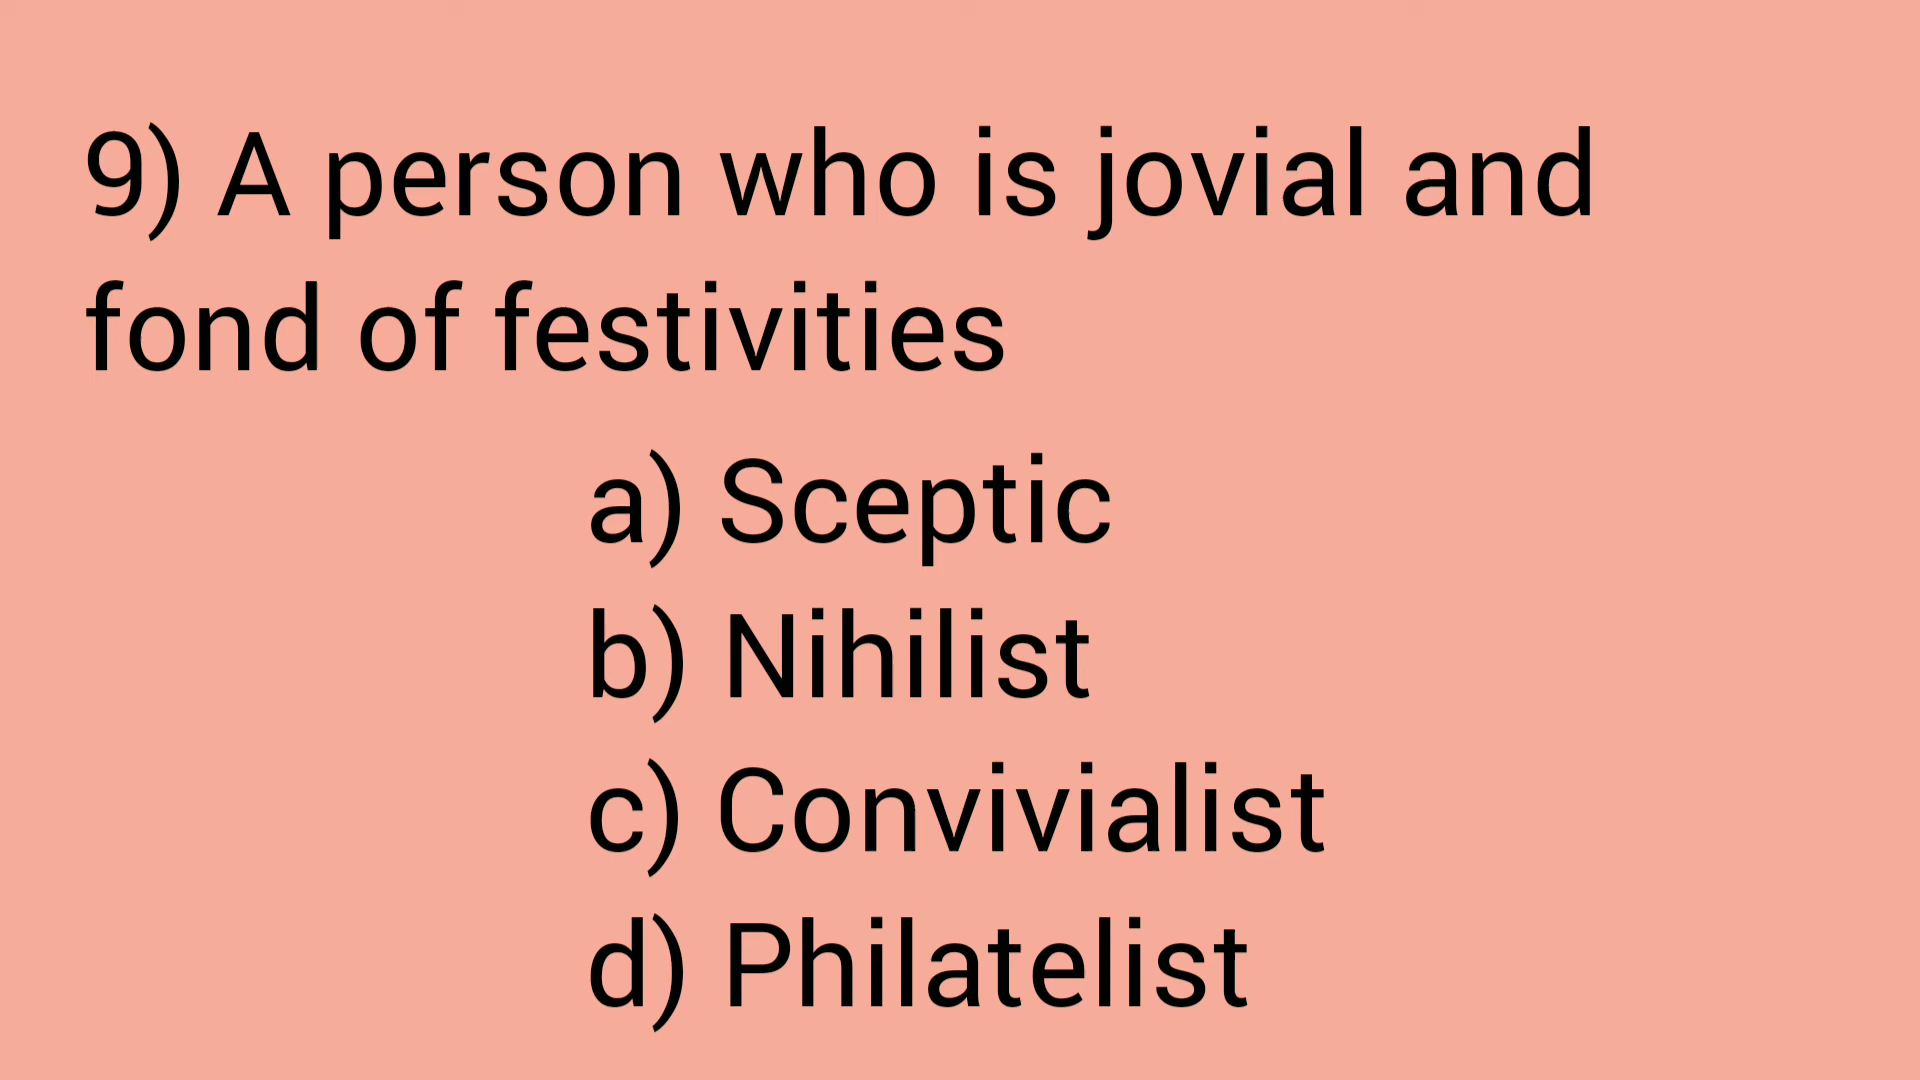 9) A person who is jovial and
fond of festivities
a) Sceptic
b) Nihilist
c) Convivialist
d) Philatelist